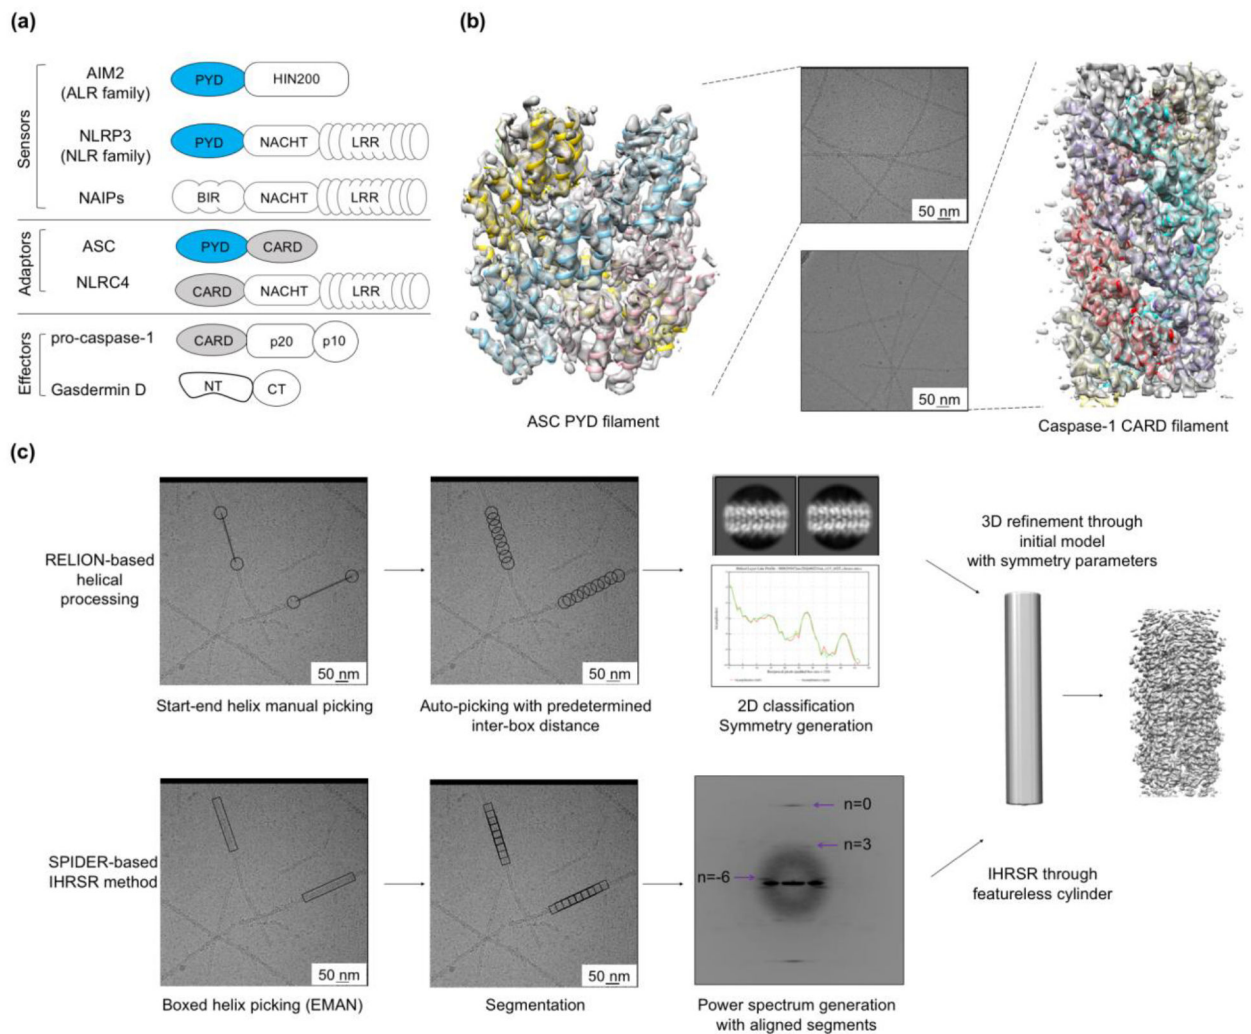 (a)
Sensors
AIM2
(ALR family)
PYD
HIN200
NLRP3
(NLR family)
PYD
NACHT
LRR
NAIPs
BIR
NACHT
LRR
Adaptors
ASC
PYD
CARD
NLRC4
CARD
NACHT
LRR
Effectors
pro-caspase-1
CARD
p20
p10
Gasdermin D
NT
CT
(b)
50 nm
50 nm
ASC PYD filament
Caspase-1 CARD filament
(c)
RELION-based
helical
processing
50 nm
Start-end helix manual picking
50 nm
Auto-picking with predetermined
inter-box distance
2D classification
Symmetry generation
3D refinement through
initial model
with symmetry parameters
SPIDER-based
IHRSR method
50 nm
Boxed helix picking (EMAN)
50 nm
Segmentation
n=0
n=3
n=-6
Power spectrum generation
with aligned segments
IHRSR through
featureless cylinder